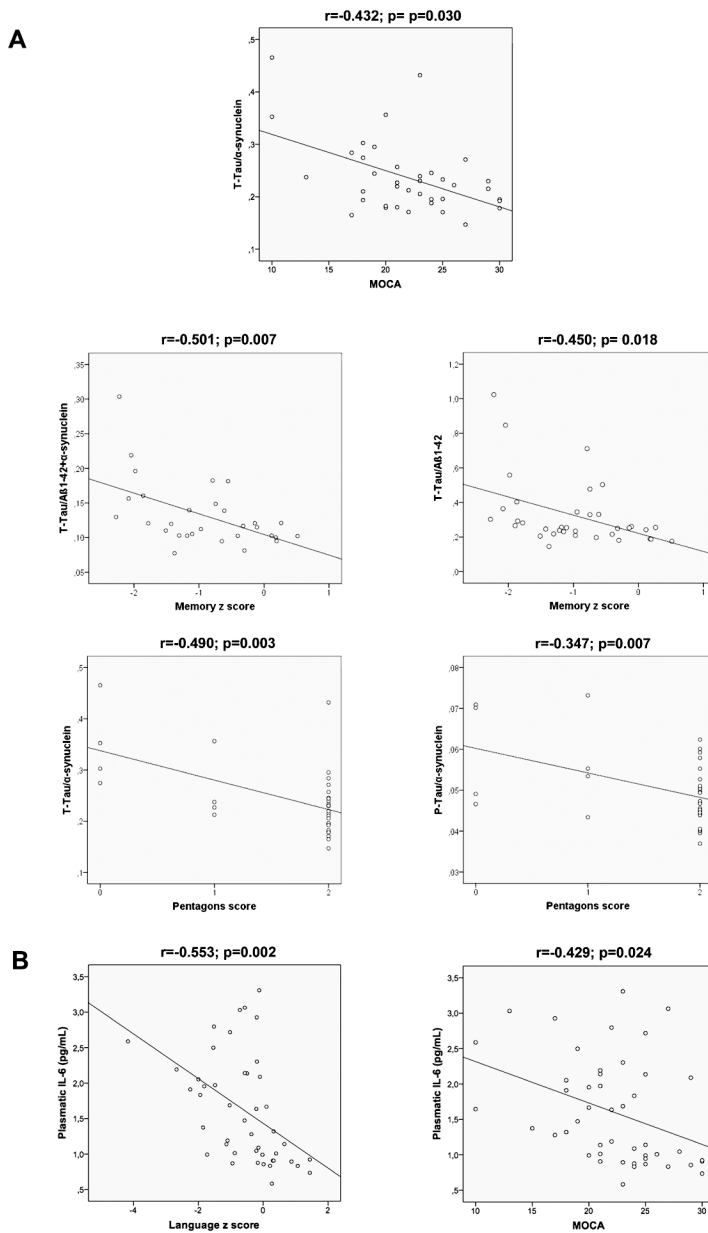 A
r=-0.432; p= p=0.030
T-Tau/α-synuclein
,5
,4
,3
,2
,1
10 15 20 25 30
MOCA
r=-0.501; p=0.007
T-Tau/Aß1-42+α-synuclein
,35
,30
,25
,20
,15
,10
,05
-2 -1 0 1
Memory z score
r=-0.450; p= 0.018
T-Tau/Aß1-42
1,2
1,0
,8
,6
,4
,2
,0
-2 -1 0 1
Memory z score
r=-0.490; p=0.003
T-Tau/α-synuclein
,5
,4
,3
,2
,1
0 1 2
Pentagons score
r=-0.347; p=0.007
P-Tau/α-synuclein
,08
,07
,06
,05
,04
,03
0 1 2
Pentagons score
B
r=-0.553; p=0.002
Plasmatic IL-6 (pg/mL)
3,5
3,0
2,5
2,0
1,5
1,0
,5
-4 -2 0 2
Language z score
r=-0.429; p=0.024
Plasmatic IL-6 (pg/mL)
3,5
3,0
2,5
2,0
1,5
1,0
,5
10 15 20 25 30
MOCA